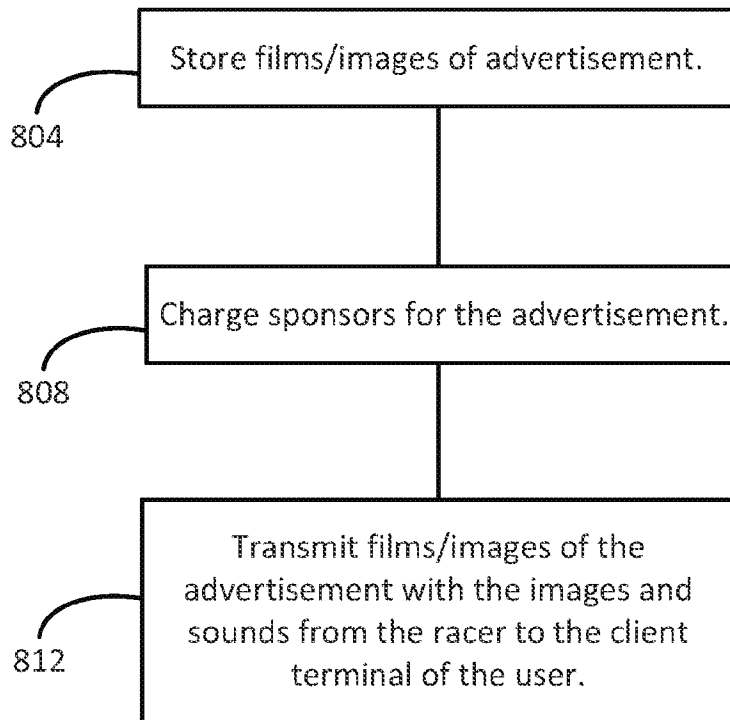 Store films/images of advertisement.
804
Charge sponsors for the advertisement.
808
Transmit films/images of the
advertisement with the images and
sounds from the racer to the client
terminal of the user.
812